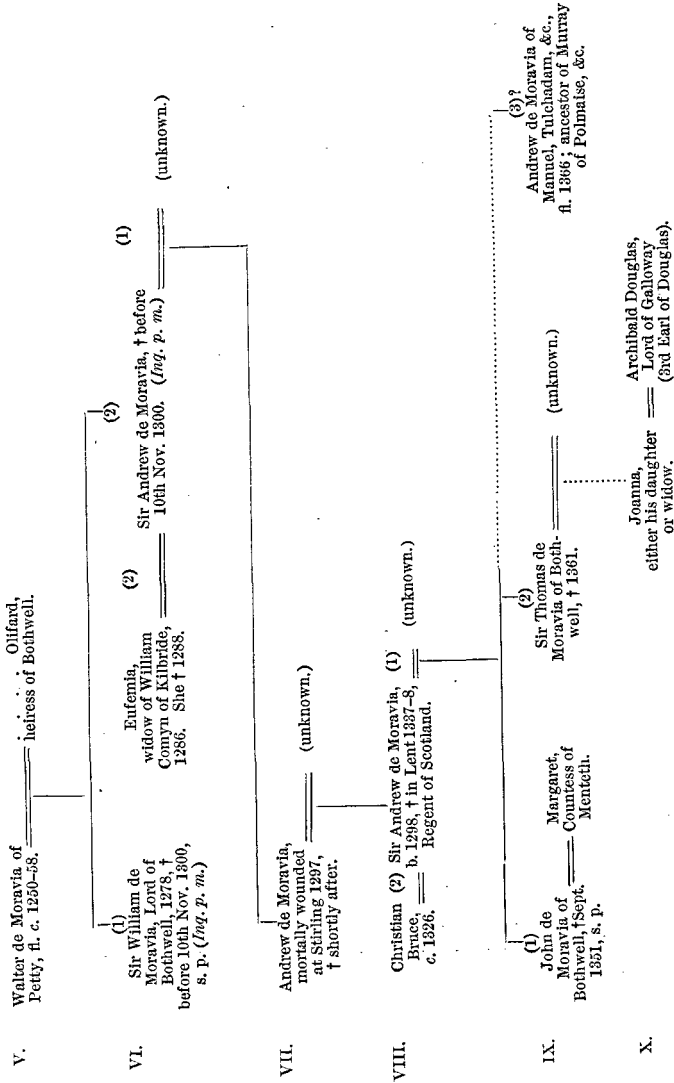 V.
Walter de Moravia of
Petty, fl. c. 1250-58.
. . . . Olifard,
heiress of Bothwell.
VI.
(1)
Sir William de
Moravia, Lord of
Bothwell, 1278, †
before 10th Nov. 1300,
s. p. (Inq. p. m.)
(2)
Eufemia,
widow of William
Comyn of Kilbride,
1286. She † 1288.
(2)
Sir Andrew de Moravia, † before
10th Nov. 1300. (Inq. p. m.)
(1)
(unknown.)
VII.
Andrew de Moravia,
mortally wounded
at Stirling 1297,
† shortly after.
(unknown.)
VIII.
Christian (2)
Bruce,
c. 1326.
Sir Andrew de Moravia, (1)
b. 1298, † in Lent 1337-8,
Regent of Scotland.
(unknown.)
IX.
(1)
John de
Moravia of
Bothwell, † Sept.
1351, s. p.
Margaret,
Countess of
Menteth.
(2)
Sir Thomas de
Moravia of Both-
well, † 1361.
(unknown.)
(3)?
Andrew de Moravia of
Manuel, Tulchadam, &c.,
fl. 1366; ancestor of Murray
of Polmaise, &c.
X.
Joanna,
either his daughter
or widow.
Archibald Douglas,
Lord of Galloway
(3rd Earl of Douglas).